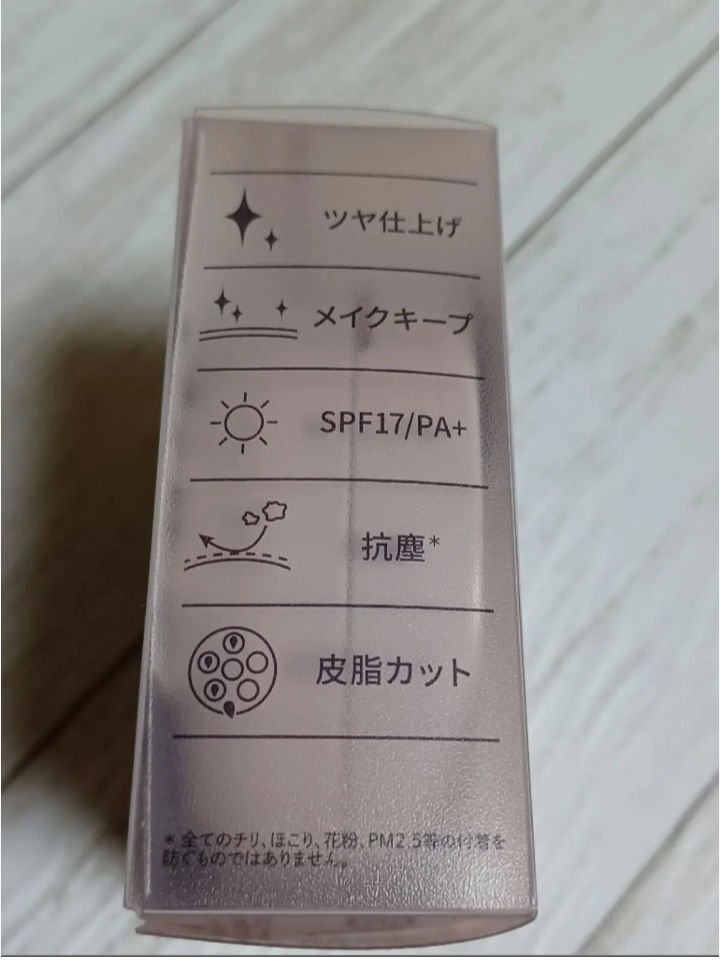 ツヤ仕上げ
メイクキープ
SPF17/PA+
抗塵*
皮脂カット
* 全てのチリ、ほこり、花粉、PM2.5等の付着を
防ぐものではありません。